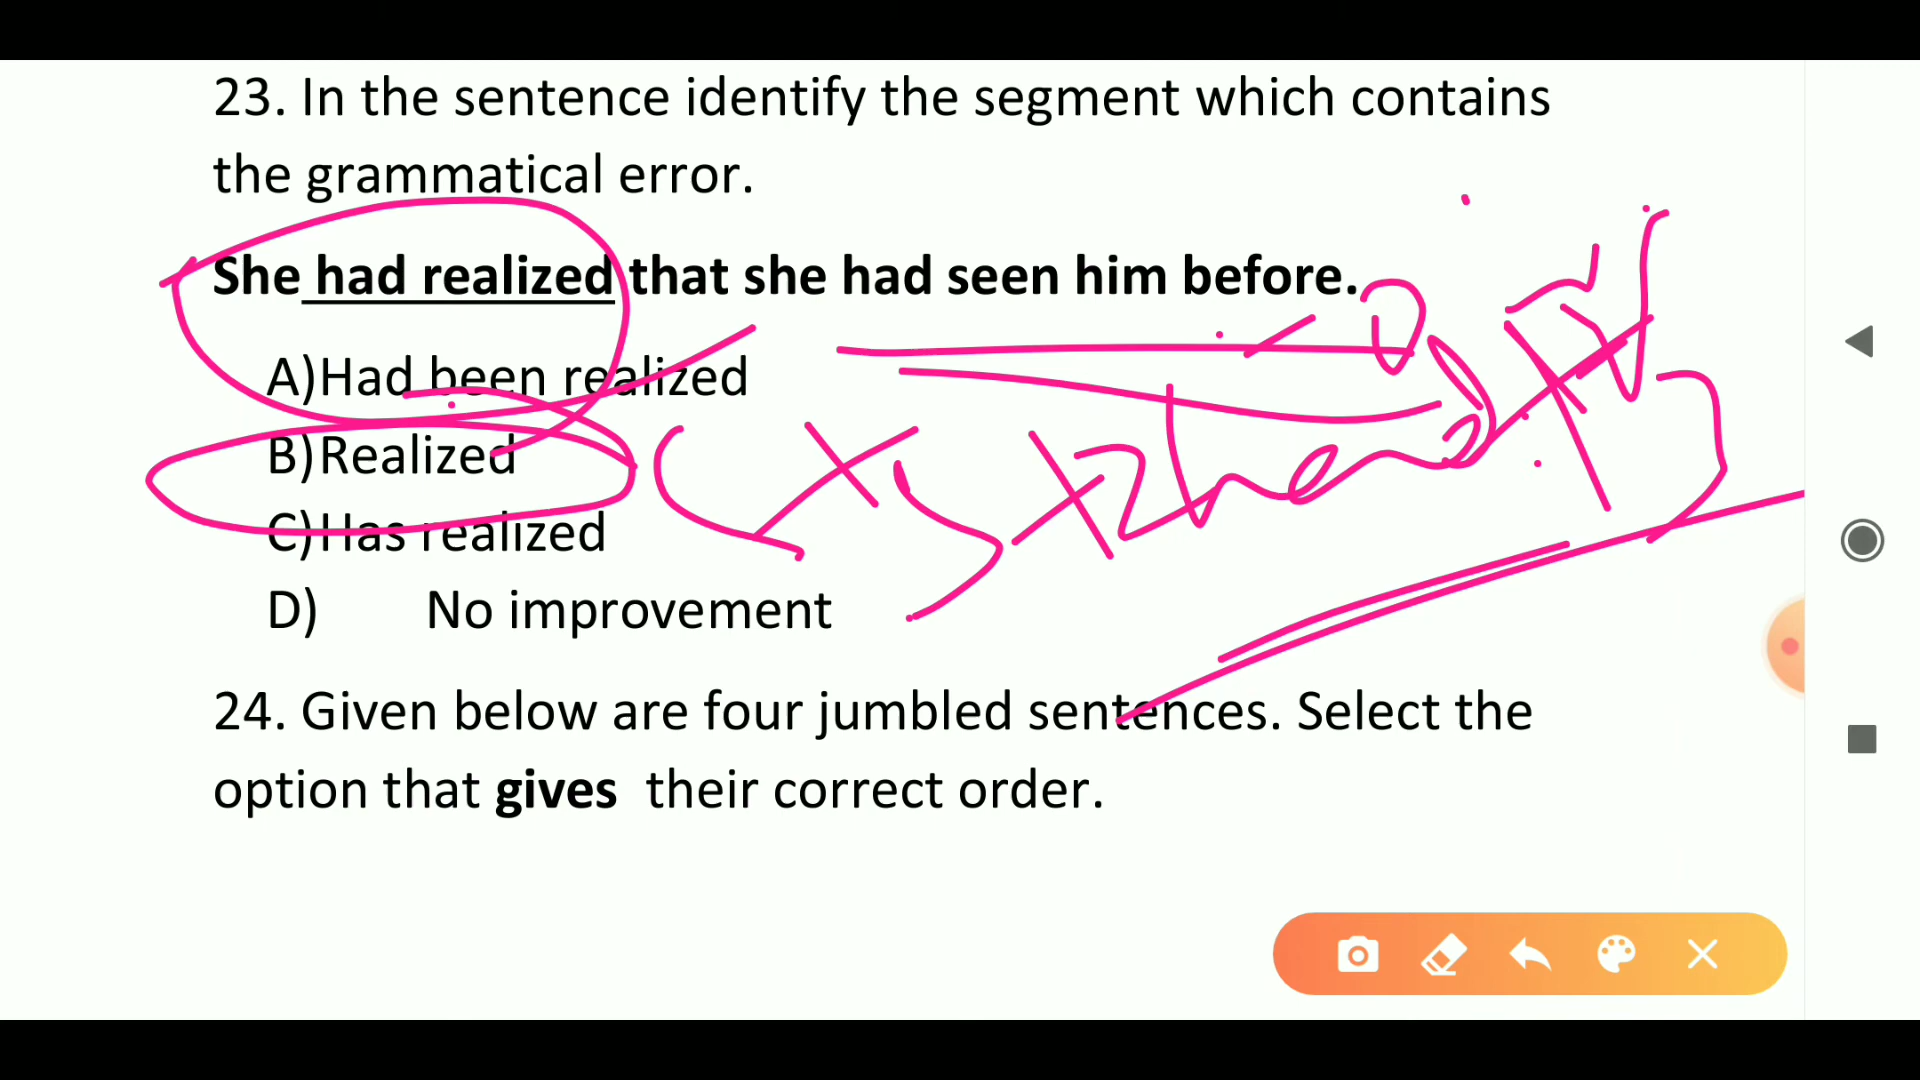 23. In the sentence identify the segment which contains
the grammatical error.
She had realized that she had seen him before.
A)Had been realized
B)Realized
C)Has realized
D) No improvement
24. Given below are four jumbled sentences. Select the
option that gives their correct order.